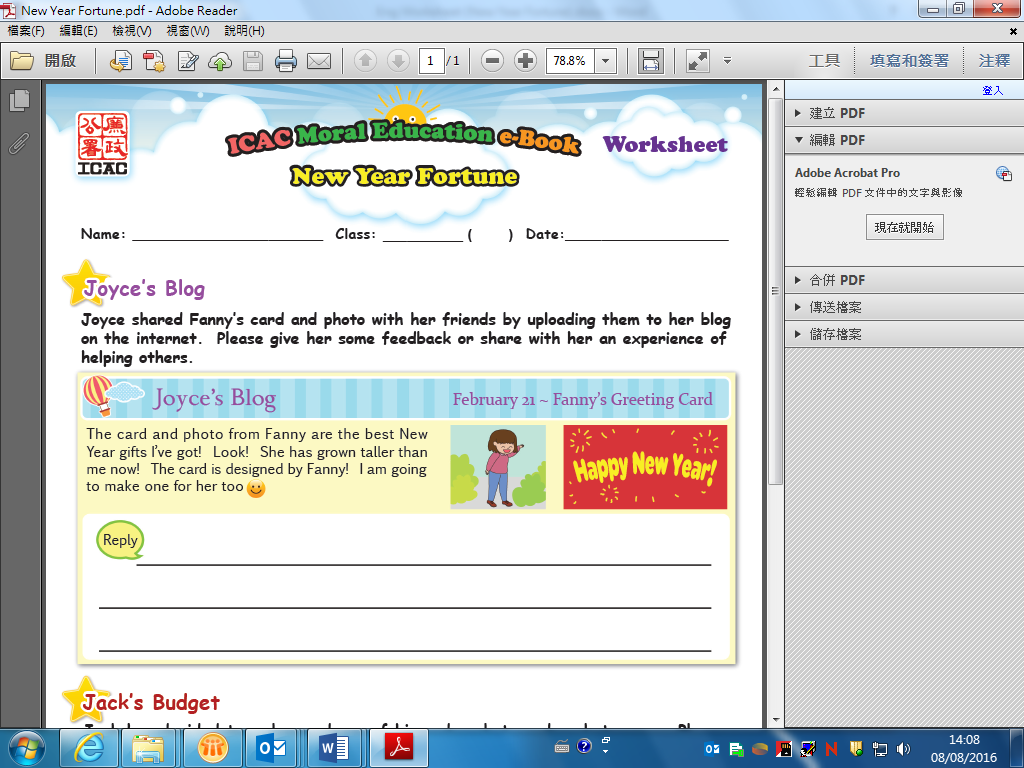 New Year Fortune.pdf - Adobe Reader
檔案(F) 編輯(E) 檢視(V) 視窗(W) 說明(H)
開啟 1 / 1 78.8% 工具 填寫和簽署 注釋
登入
建立 PDF
編輯 PDF
Adobe Acrobat Pro
輕鬆編輯 PDF 文件中的文字與影像
現在就開始
合併 PDF
傳送檔案
儲存檔案
廉政公署
ICAC
ICAC Moral Education e-Book
Worksheet
New Year Fortune
Name: Class: ( ) Date:
Joyce's Blog
Joyce shared Fanny's card and photo with her friends by uploading them to her blog
on the internet. Please give her some feedback or share with her an experience of
helping others.
Joyce's Blog February 21 ~ Fanny's Greeting Card
The card and photo from Fanny are the best New
Year gifts I've got! Look! She has grown taller than
me now! The card is designed by Fanny! I am going
to make one for her too
Happy New Year!
Reply
Jack's Budget
14:08
08/08/2016